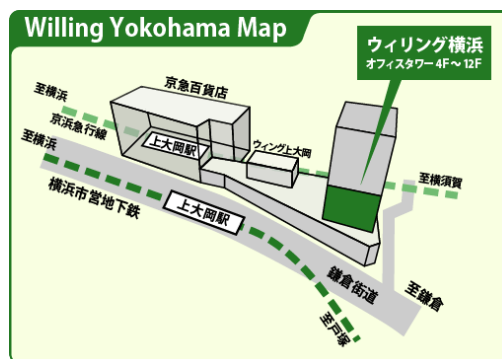 Willing Yokohama Map
ウィリング横浜
オフィスタワー4F～12F
京急百貨店
至横浜
京浜急行線
上大岡駅
ウィング上大岡
至横浜
至横須賀
横浜市営地下鉄
上大岡駅
鎌倉街道
至鎌倉
至戸塚